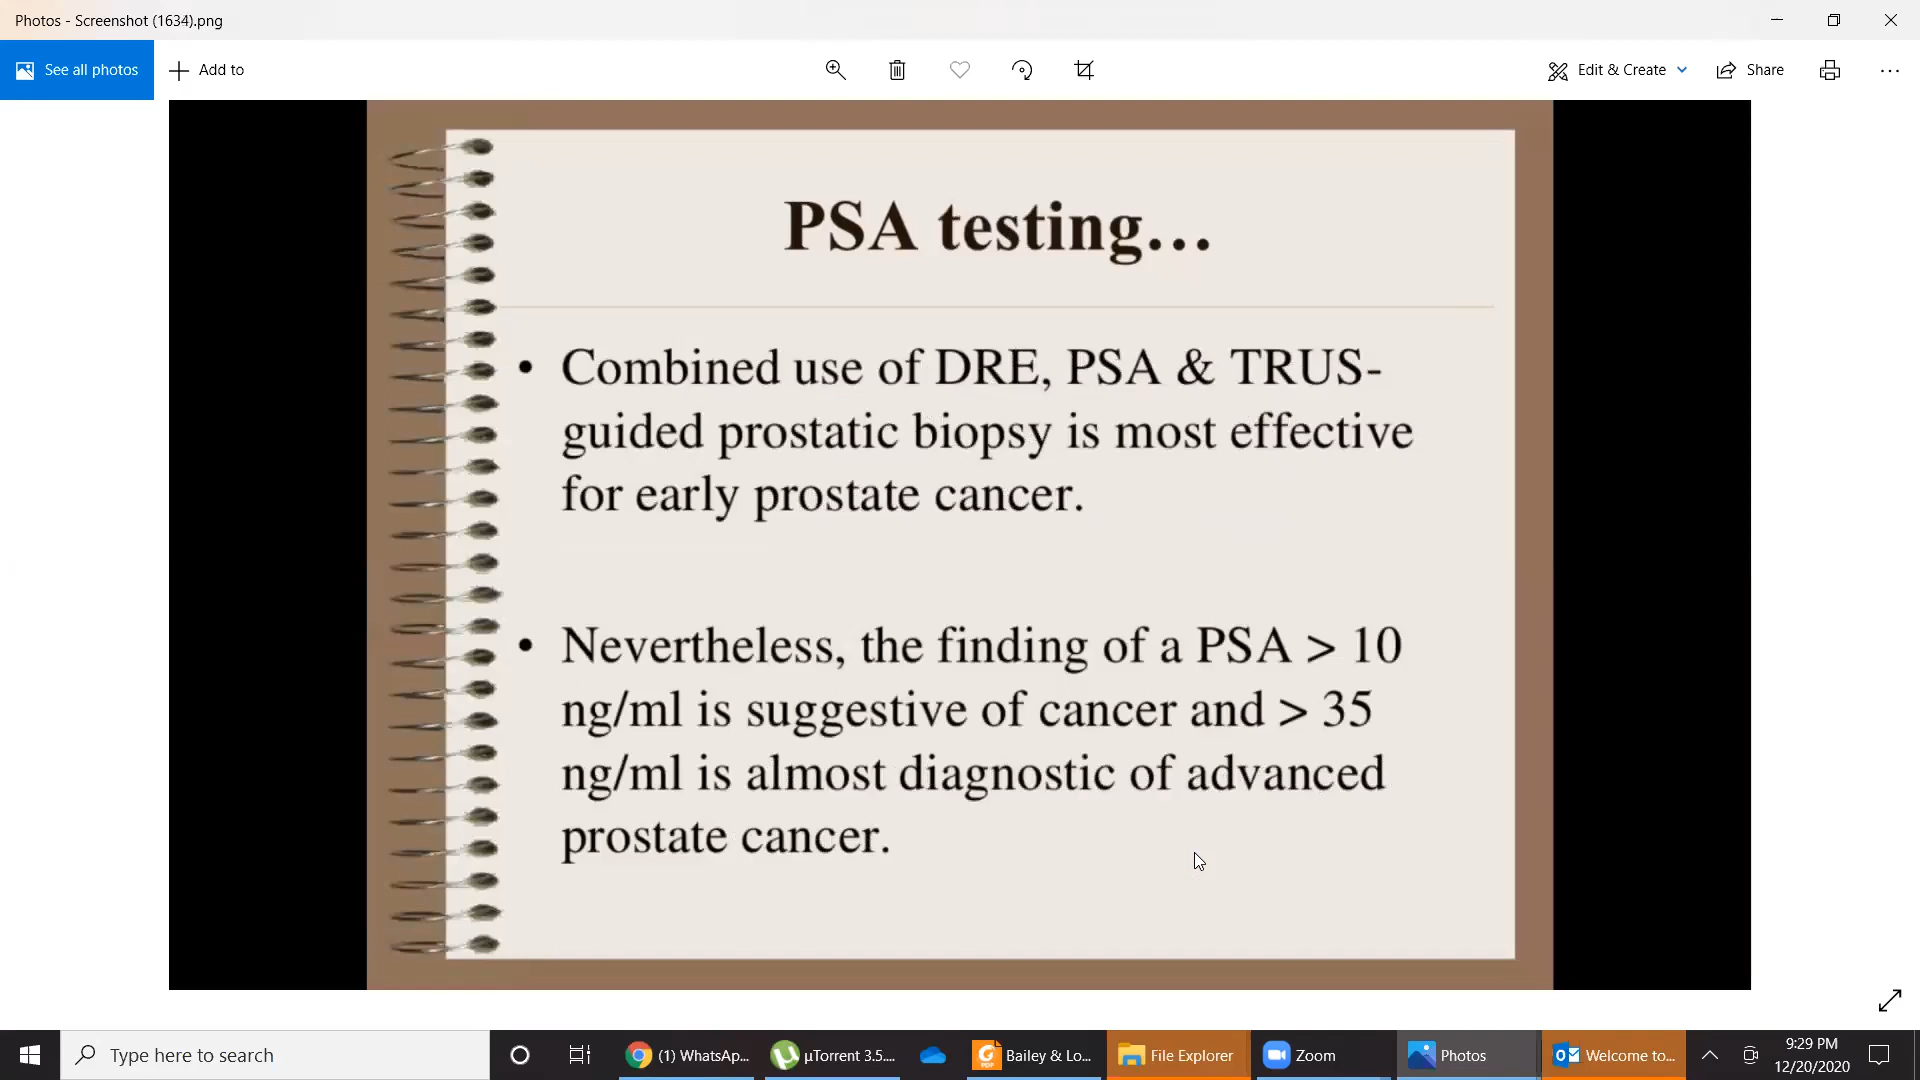 Photos - Screenshot (1634).png
See all photos
Add to
Edit & Create
Share
PSA testing...
• Combined use of DRE, PSA & TRUS-
guided prostatic biopsy is most effective
for early prostate cancer.
• Nevertheless, the finding of a PSA > 10
ng/ml is suggestive of cancer and > 35
ng/ml is almost diagnostic of advanced
prostate cancer.
Type here to search
(1) WhatsAp...
µTorrent 3.5....
Bailey & Lo...
File Explorer
Zoom
Photos
Welcome to...
9:29 PM
12/20/2020